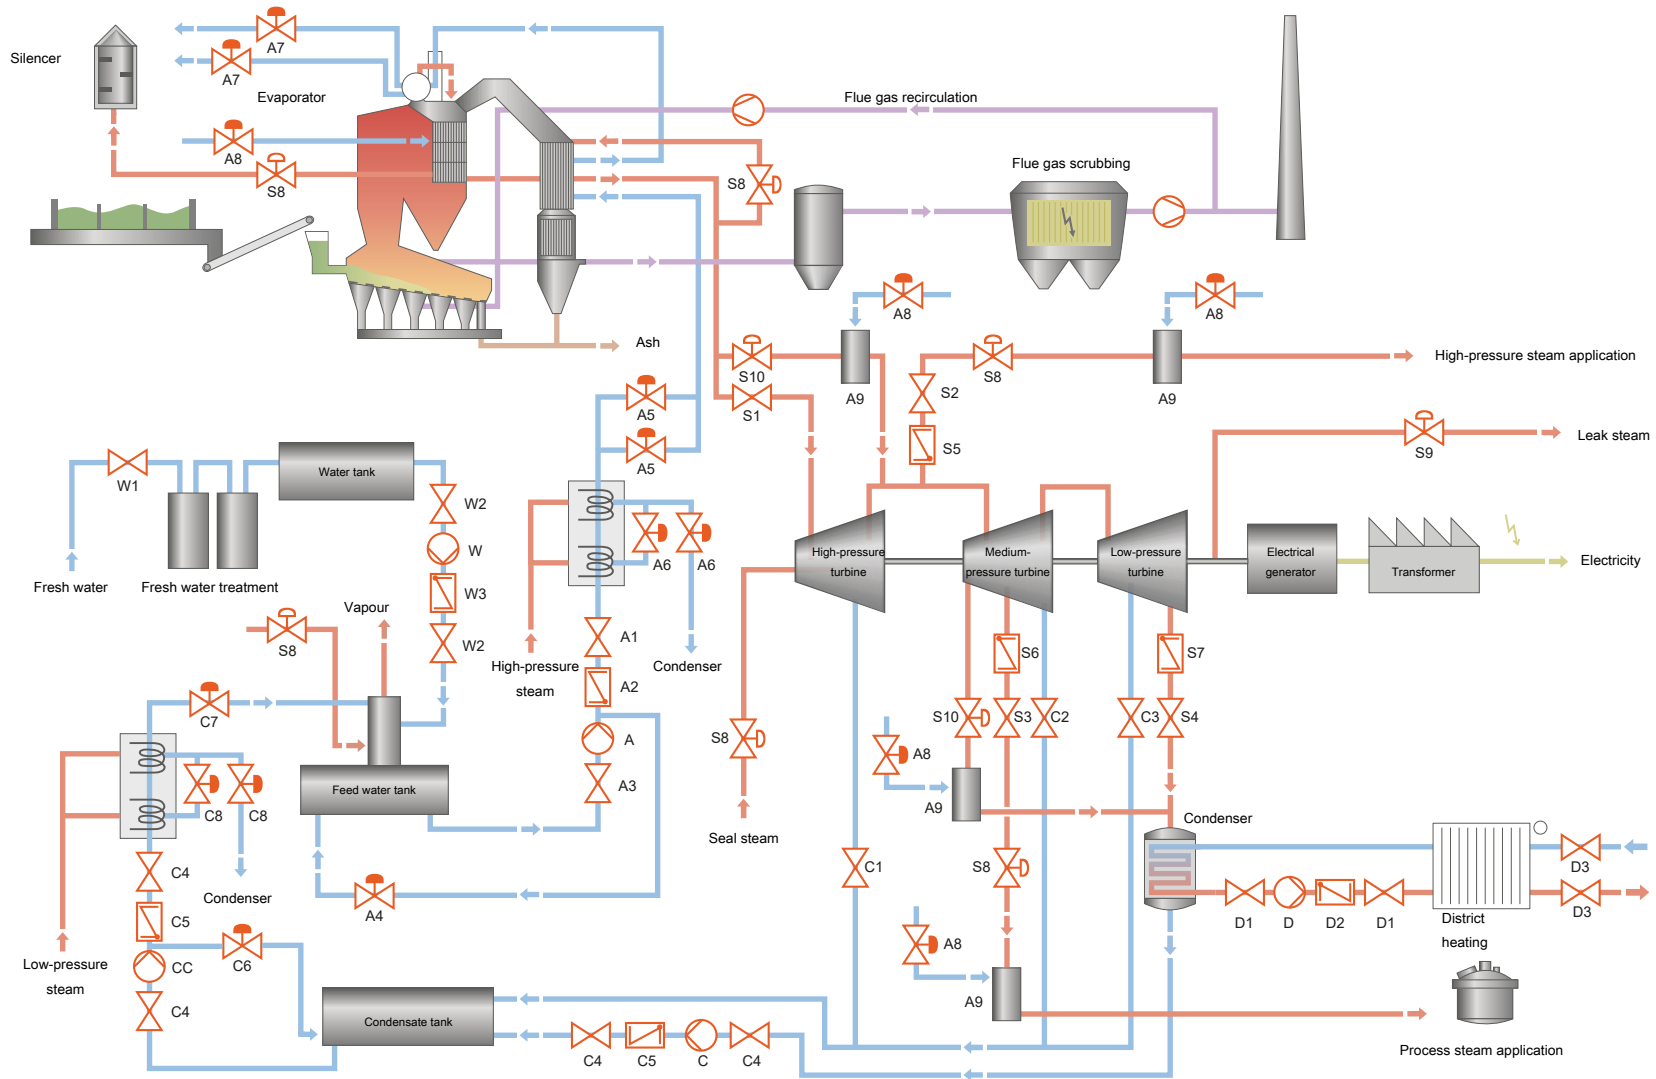 A7
Silencer
A7
Evaporator
Flue gas recirculation
A8
S8
Flue gas scrubbing
S8
A8
A8
Ash
S10
A9
S2
S8
A9
High-pressure steam application
A5
S1
A5
S5
S9
Leak steam
W1
Water tank
W2
W
A6
A6
High-pressure
turbine
Medium-
pressure turbine
Low-pressure
turbine
Electrical
generator
Transformer
Electricity
Fresh water
Fresh water treatment
W3
Vapour
S8
W2
A1
High-pressure
steam
Condenser
A2
S6
S7
C7
A
S8
S10
S3
C2
C3
S4
A8
Feed water tank
A3
C8
C8
A9
Seal steam
Condenser
C4
Condenser
A4
C1
S8
D3
C5
D1
D
D2
D1
District
heating
D3
C6
CC
Low-pressure
steam
A8
C4
A9
Condensate tank
C4
C5
C
C4
Process steam application